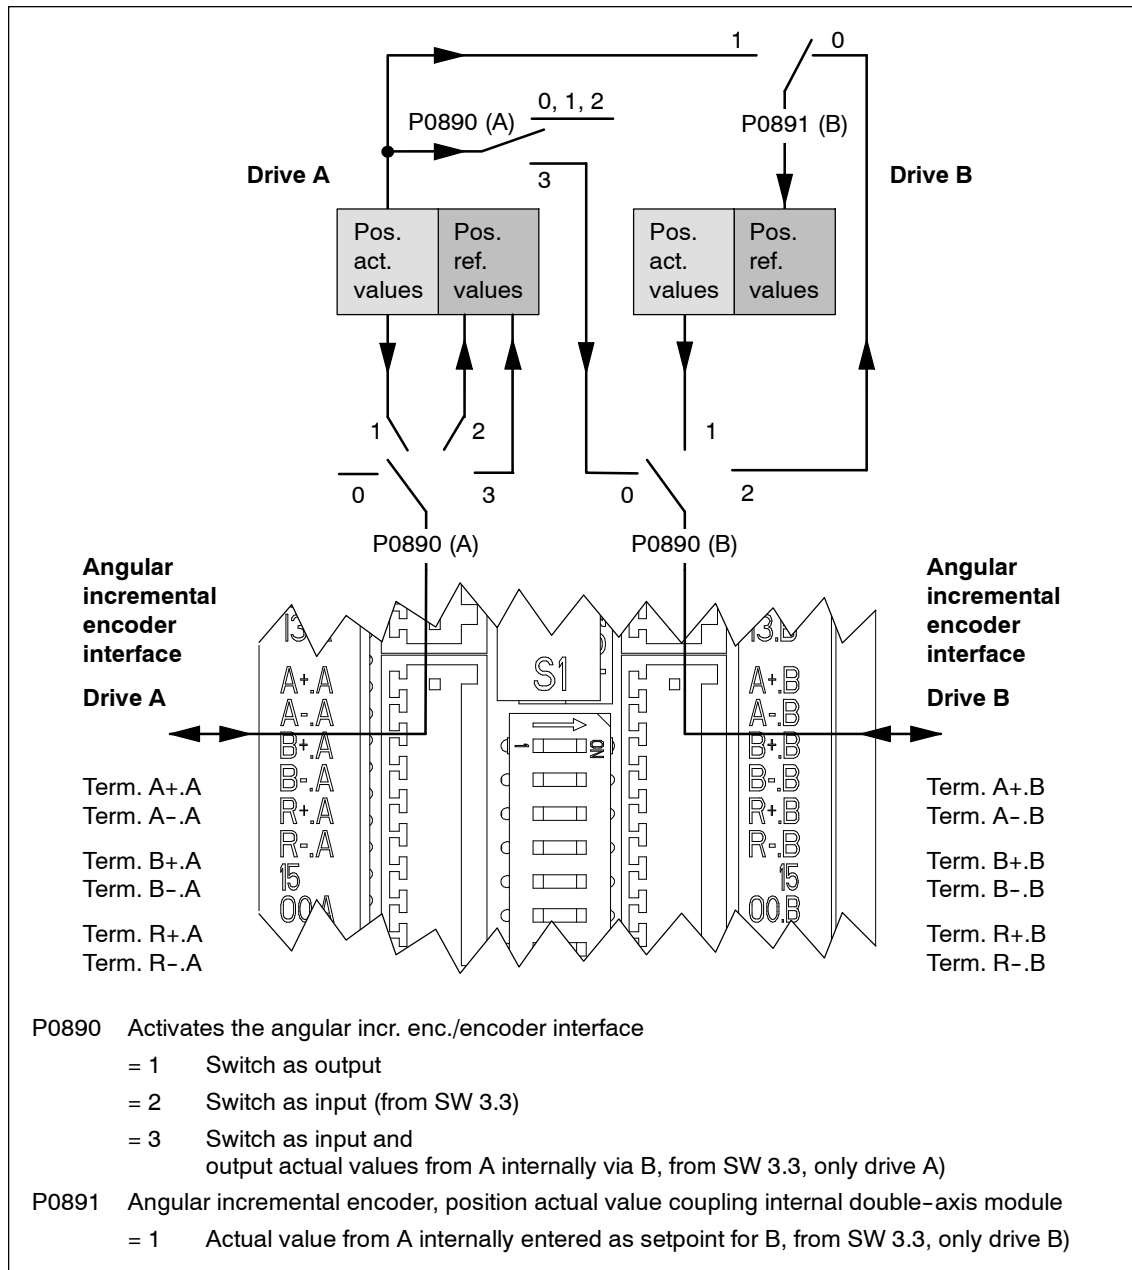 1
0
0, 1, 2
P0890 (A)
P0891 (B)
Drive A
3
Drive B
Pos.
act.
values
Pos.
ref.
values
Pos.
act.
values
Pos.
ref.
values
1
2
1
0
3
0
2
P0890 (A)
P0890 (B)
Angular
incremental
encoder
interface
Drive A
Angular
incremental
encoder
interface
Drive B
S1
A+.A
A-.A
B+.A
B-.A
R+.A
R-.A
15
00.A
1
ON
13.B
A+.B
A-.B
B+.B
B-.B
R+.B
R-.B
15
00.B
Term. A+.A
Term. A-.A
Term. B+.A
Term. B-.A
Term. R+.A
Term. R-.A
Term. A+.B
Term. A-.B
Term. B+.B
Term. B-.B
Term. R+.B
Term. R-.B
P0890 Activates the angular incr. enc./encoder interface
= 1 Switch as output
= 2 Switch as input (from SW 3.3)
= 3 Switch as input and
output actual values from A internally via B, from SW 3.3, only drive A)
P0891 Angular incremental encoder, position actual value coupling internal double-axis module
= 1 Actual value from A internally entered as setpoint for B, from SW 3.3, only drive B)